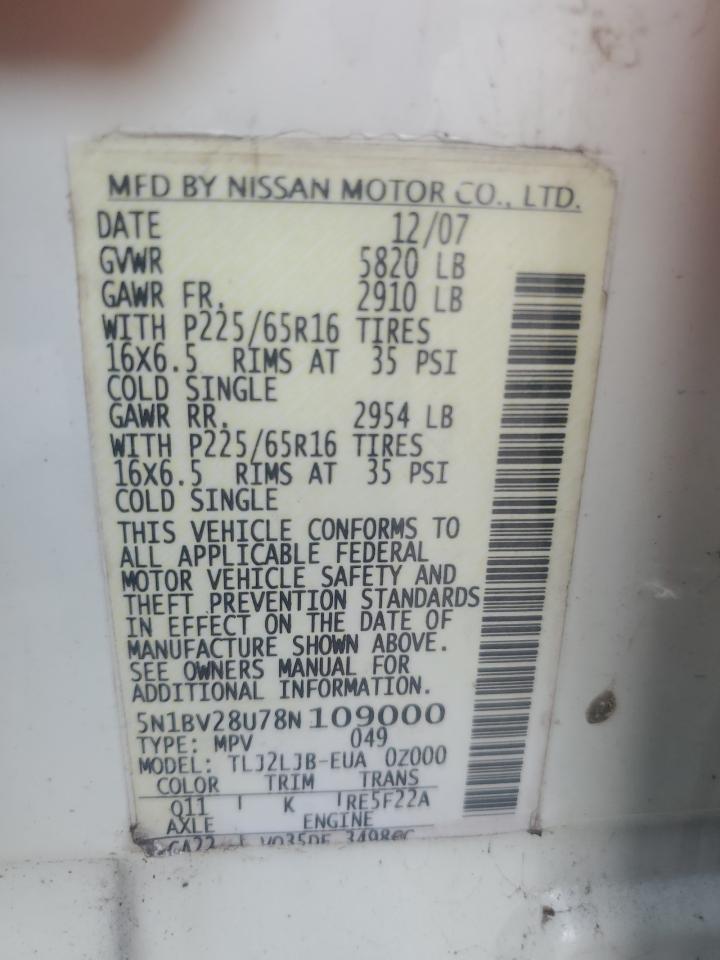 MFD BY NISSAN MOTOR CO., LTD.
DATE 12/07
GVWR 5820 LB
GAWR FR. 2910 LB
WITH P225/65R16 TIRES
16X6.5 RIMS AT 35 PSI
COLD SINGLE
GAWR RR. 2954 LB
WITH P225/65R16 TIRES
16X6.5 RIMS AT 35 PSI
COLD SINGLE
THIS VEHICLE CONFORMS TO
ALL APPLICABLE FEDERAL
MOTOR VEHICLE SAFETY AND
THEFT PREVENTION STANDARDS
IN EFFECT ON THE DATE OF
MANUFACTURE SHOWN ABOVE.
SEE OWNERS MANUAL FOR
ADDITIONAL INFORMATION.
5N1BV28U78N109000
TYPE: MPV 049
MODEL: TLJ2LJB-EUA 0Z000
COLOR TRIM TRANS
Q11 K RE5F22A
AXLE ENGINE
GA22 VQ35DE 3498CC